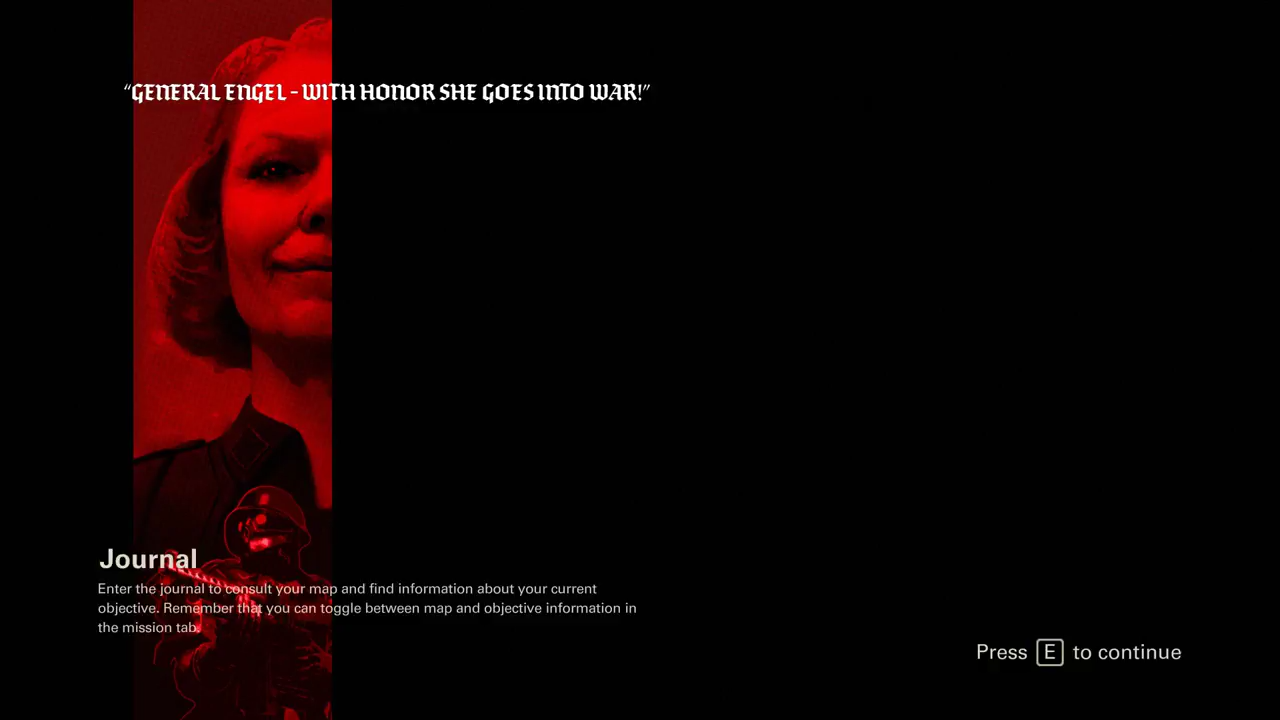 “GENERAL ENGEL - WITH HONOR SHE GOES INTO WAR!”
Journal
Enter the journal to consult your map and find information about your current
objective. Remember that you can toggle between map and objective information in
the mission tab.
Press E to continue